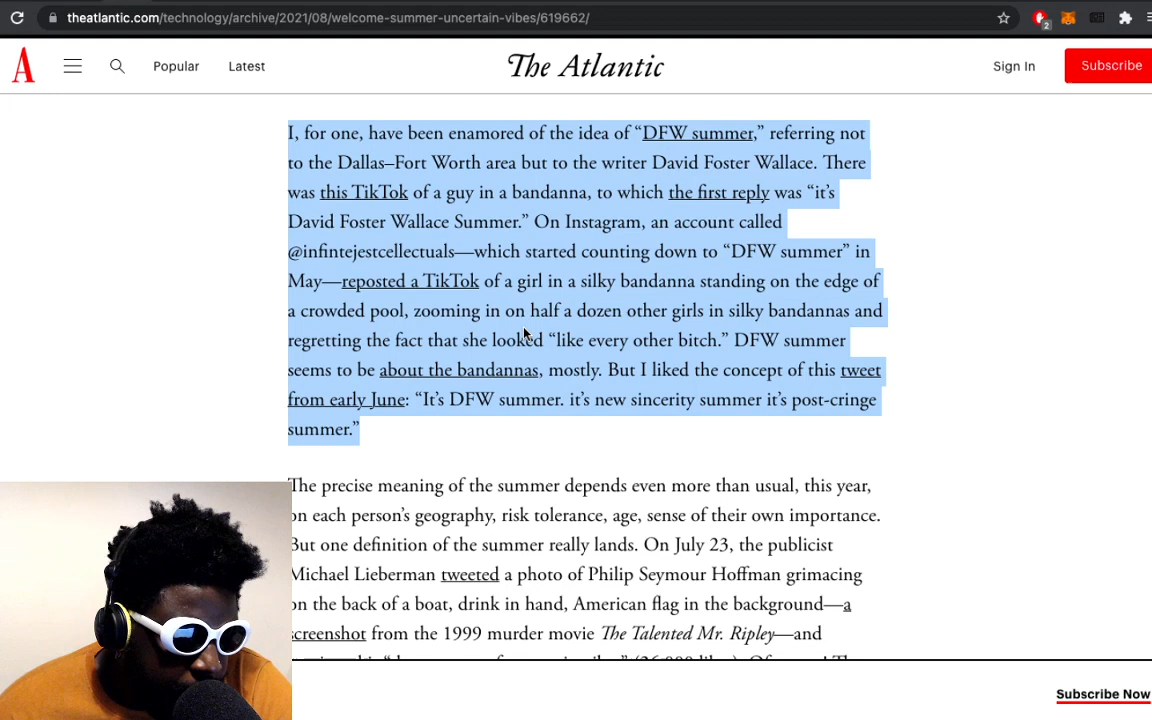 theatlantic.com/technology/archive/2021/08/welcome-summer-uncertain-vibes/619662/
2
A
Popular
Latest
The Atlantic
Sign In
Subscribe
I, for one, have been enamored of the idea of “DFW summer,” referring not
to the Dallas–Fort Worth area but to the writer David Foster Wallace. There
was this TikTok of a guy in a bandanna, to which the first reply was “it’s
David Foster Wallace Summer.” On Instagram, an account called
@infintejestcellectuals—which started counting down to “DFW summer” in
May—reposted a TikTok of a girl in a silky bandanna standing on the edge of
a crowded pool, zooming in on half a dozen other girls in silky bandannas and
regretting the fact that she looked “like every other bitch.” DFW summer
seems to be about the bandannas, mostly. But I liked the concept of this tweet
from early June: “It’s DFW summer. it’s new sincerity summer it’s post-cringe
summer.”
The precise meaning of the summer depends even more than usual, this year,
on each person’s geography, risk tolerance, age, sense of their own importance.
But one definition of the summer really lands. On July 23, the publicist
Michael Lieberman tweeted a photo of Philip Seymour Hoffman grimacing
on the back of a boat, drink in hand, American flag in the background—a
screenshot from the 1999 murder movie The Talented Mr. Ripley—and
Subscribe Now